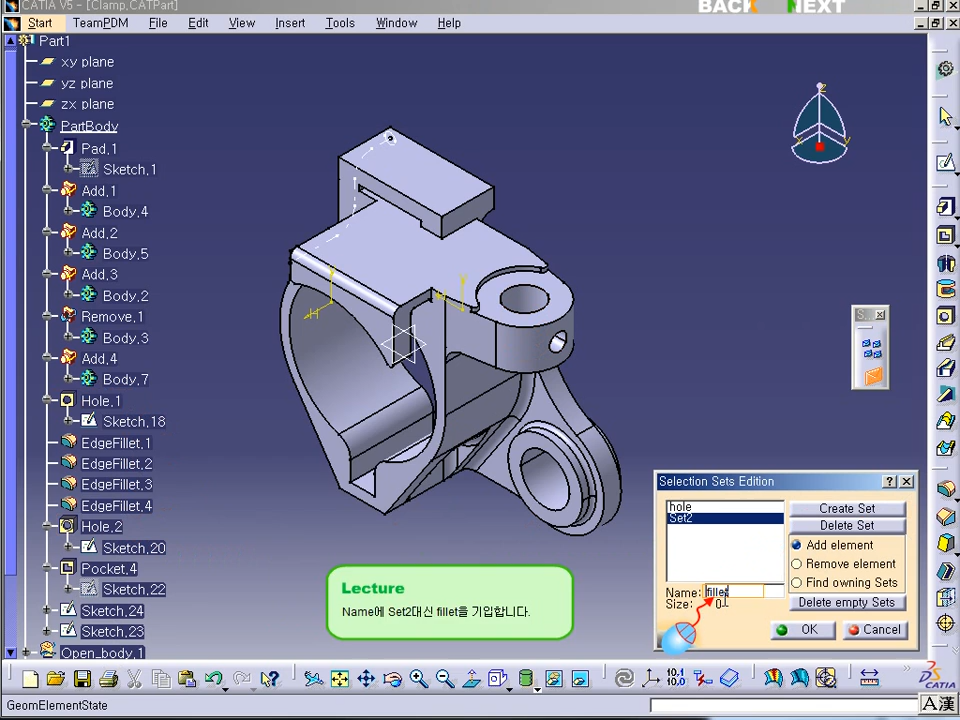 CATIA V5 - [Clamp.CATPart]
BACK NEXT
Start TeamPDM File Edit View Insert Tools Window Help
Part1
xy plane
yz plane
zx plane
PartBody
Pad.1
Sketch.1
Add.1
Body.4
Add.2
Body.5
Add.3
Body.2
Remove.1
Body.3
Add.4
Body.7
Hole.1
Sketch.18
EdgeFillet.1
EdgeFillet.2
EdgeFillet.3
EdgeFillet.4
Hole.2
Sketch.20
Pocket.4
Sketch.22
Sketch.24
Sketch.23
Open_body.1
z
y
H
V
S...
Selection Sets Edition
hole
Set2
Create Set
Delete Set
Add element
Remove element
Find owning Sets
Name: fillet
Size: 0
Delete empty Sets
OK Cancel
Lecture
Name에 Set2대신 fillet을 기입합니다.
10.1
10.0
CATIA
GeomElementState
A漢